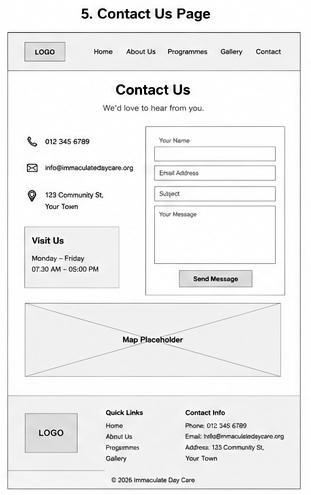 5. Contact Us Page
LOGO
Home About Us Programmes Gallery Contact
Contact Us
We'd love to hear from you.
012 345 6789
info@immaculatedaycare.org
123 Community St,
Your Town
Visit Us
Monday – Friday
07.30 AM – 05:00 PM
Your Name
Email Address
Subject
Your Message
Send Message
Map Placeholder
LOGO
Quick Links
Home
About Us
Programmes
Gallery
Contact Info
Phone: 012 345 6789
Email: info@immaculatedaycare.org
Address: 123 Community St,
Your Town
© 2026 Immaculate Day Care